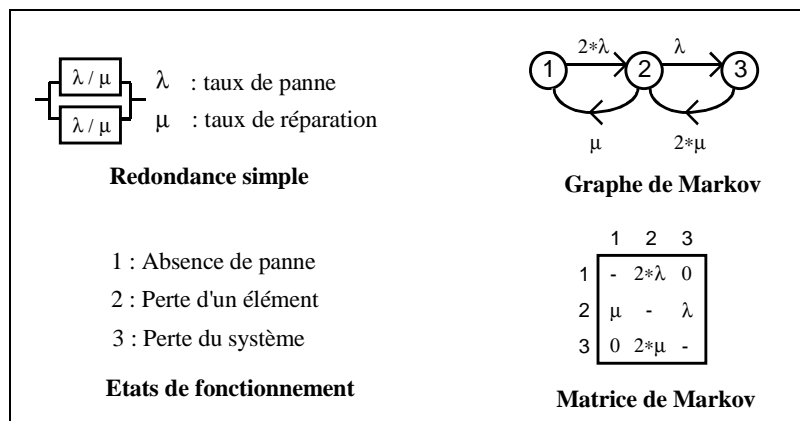 λ / μ
λ / μ
λ : taux de panne
μ : taux de réparation
Redondance simple
2*λ λ
1 2 3
μ 2*μ
Graphe de Markov
1 : Absence de panne
2 : Perte d'un élément
3 : Perte du système
Etats de fonctionnement
1 2 3
1 - 2*λ 0
2 μ - λ
3 0 2*μ -
Matrice de Markov